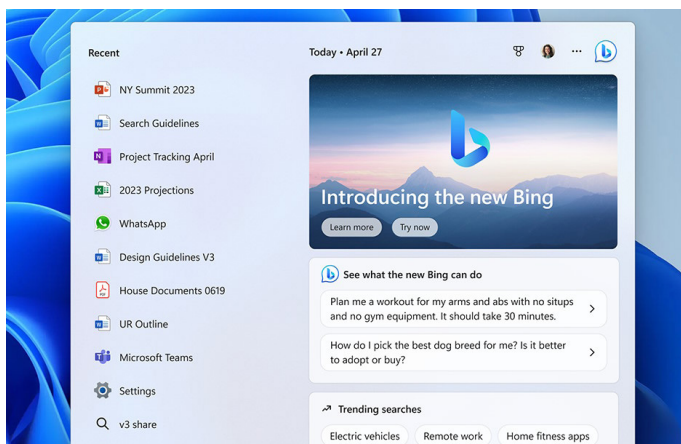 Recent
NY Summit 2023
Search Guidelines
Project Tracking April
2023 Projections
WhatsApp
Design Guidelines V3
House Documents 0619
UR Outline
Microsoft Teams
Settings
v3 share
Today • April 27
Introducing the new Bing
Learn more
Try now
See what the new Bing can do
Plan me a workout for my arms and abs with no situps
and no gym equipment. It should take 30 minutes.
How do I pick the best dog breed for me? Is it better
to adopt or buy?
Trending searches
Electric vehicles
Remote work
Home fitness apps